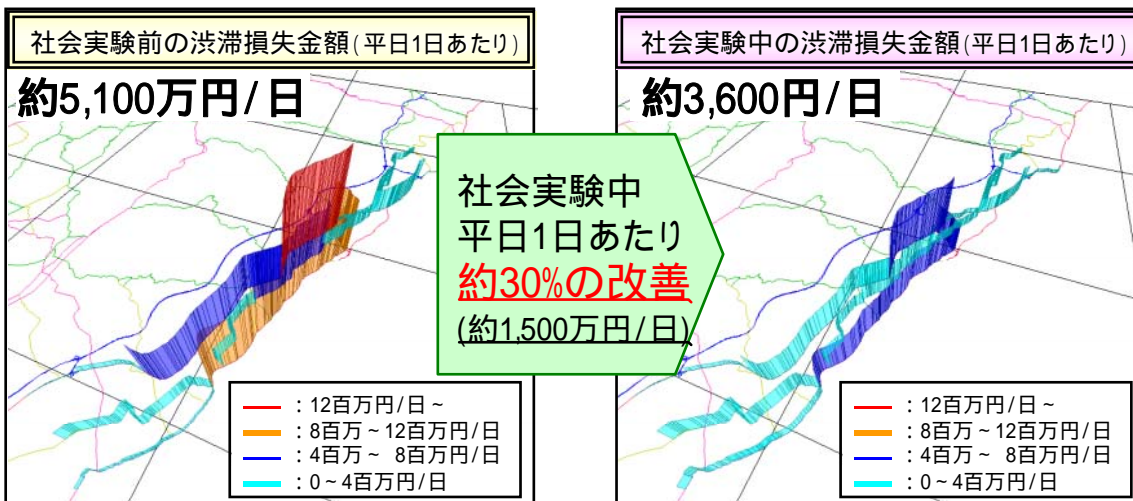 社会実験前の渋滞損失金額(平日1日あたり)
約5,100万円/日
: 12百万円/日~
: 8百万~12百万円/日
: 4百万~ 8百万円/日
: 0~4百万円/日
社会実験中
平日1日あたり
約30%の改善
(約1,500万円/日)
社会実験中の渋滞損失金額(平日1日あたり)
約3,600円/日
: 12百万円/日~
: 8百万~12百万円/日
: 4百万~ 8百万円/日
: 0~4百万円/日